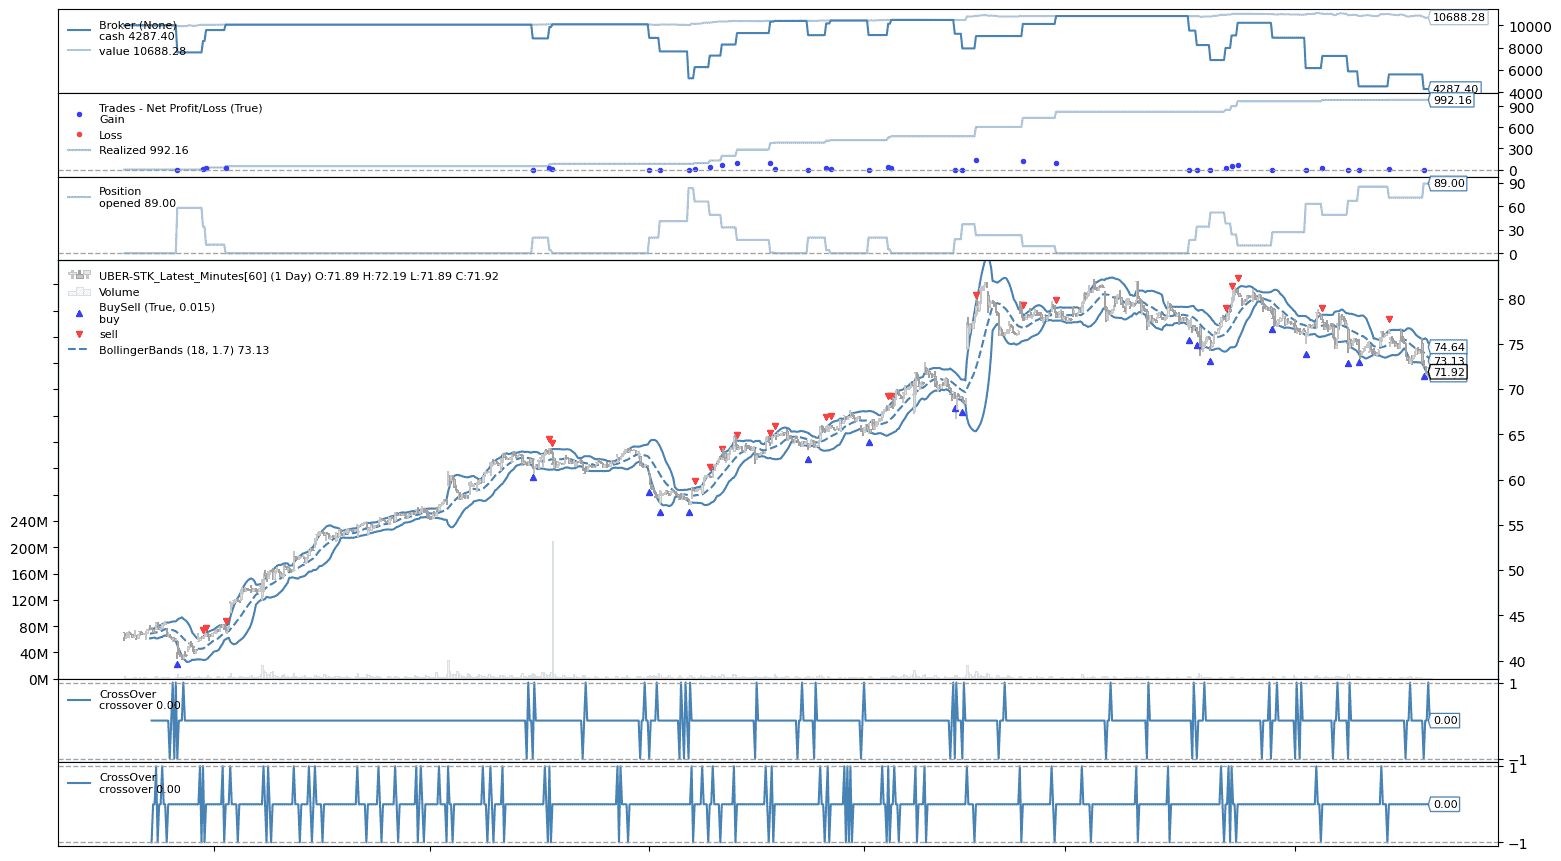 Broker (None)
cash 4287.40
value 10688.28
10688.28
10000
8000
6000
4287.40
4000
Trades - Net Profit/Loss (True)
Gain
Loss
Realized 992.16
992.16
900
600
300
0
Position
opened 89.00
89.00
90
60
30
0
UBER-STK_Latest_Minutes[60] (1 Day) O:71.89 H:72.19 L:71.89 C:71.92
Volume
BuySell (True, 0.015)
buy
sell
BollingerBands (18, 1.7) 73.13
80
75
74.64
73.13
71.92
70
65
60
55
50
45
40
240M
200M
160M
120M
80M
40M
0M
CrossOver
crossover 0.00
1
0.00
−1
CrossOver
crossover 0.00
1
0.00
−1